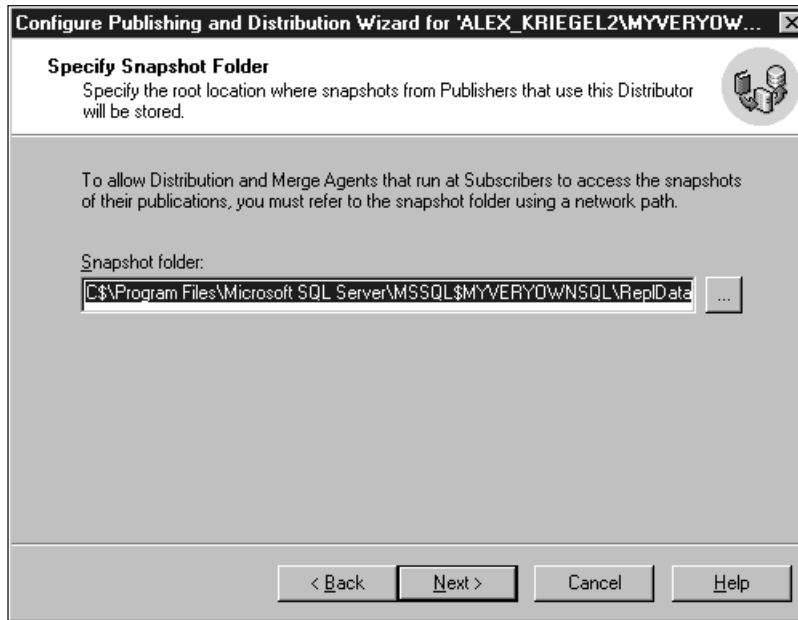 Configure Publishing and Distribution Wizard for 'ALEX_KRIEGEL2\MYVERYOW...
Specify Snapshot Folder
Specify the root location where snapshots from Publishers that use this Distributor
will be stored.
To allow Distribution and Merge Agents that run at Subscribers to access the snapshots
of their publications, you must refer to the snapshot folder using a network path.
Snapshot folder:
C$\Program Files\Microsoft SQL Server\MSSQL$MYVERYOWNSQL\ReplData
...
< Back
Next >
Cancel
Help